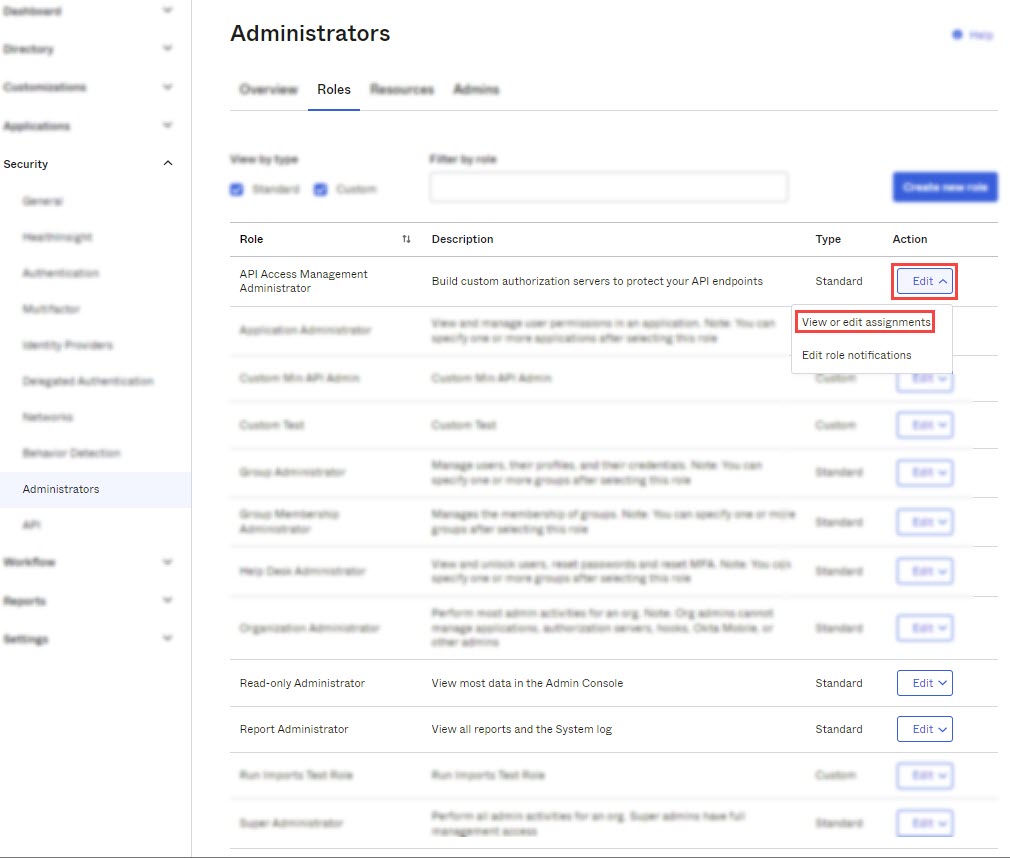 Dashboard
Directory
Customizations
Applications
Security
General
HealthInsight
Authentication
Multifactor
Identity Providers
Delegated Authentication
Networks
Behavior Detection
Administrators
API
Workflow
Reports
Settings
Administrators
Help
Overview Roles Resources Admins
View by type
Standard Custom
Filter by role
Create new role
Role Description Type Action
API Access Management
Administrator
Build custom authorization servers to protect your API endpoints
Standard
Edit
View or edit assignments
Edit role notifications
Application Administrator
View and manage user permissions in an application. Note: You can
specify one or more applications after selecting this role
Custom Min API Admin
Custom Min API Admin
Custom
Edit
Custom Test
Custom Test
Custom
Edit
Group Administrator
Manage users, their profiles, and their credentials. Note: You can
specify one or more groups after selecting this role
Standard
Edit
Group Membership
Administrator
Manages the membership of groups. Note: You can specify one or more
groups after selecting this role
Standard
Edit
Help Desk Administrator
View and unlock users, reset passwords and reset MFA. Note: You can
specify one or more groups after selecting this role
Standard
Edit
Organization Administrator
Perform most admin activities for an org. Note: Org admins cannot
manage applications, authorization servers, hooks, Okta Mobile, or
other admins
Standard
Edit
Read-only Administrator
View most data in the Admin Console
Standard
Edit
Report Administrator
View all reports and the System log
Standard
Edit
Run Imports Test Role
Run Imports Test Role
Custom
Edit
Super Administrator
Perform all admin activities for an org. Super admins have full
management access
Standard
Edit